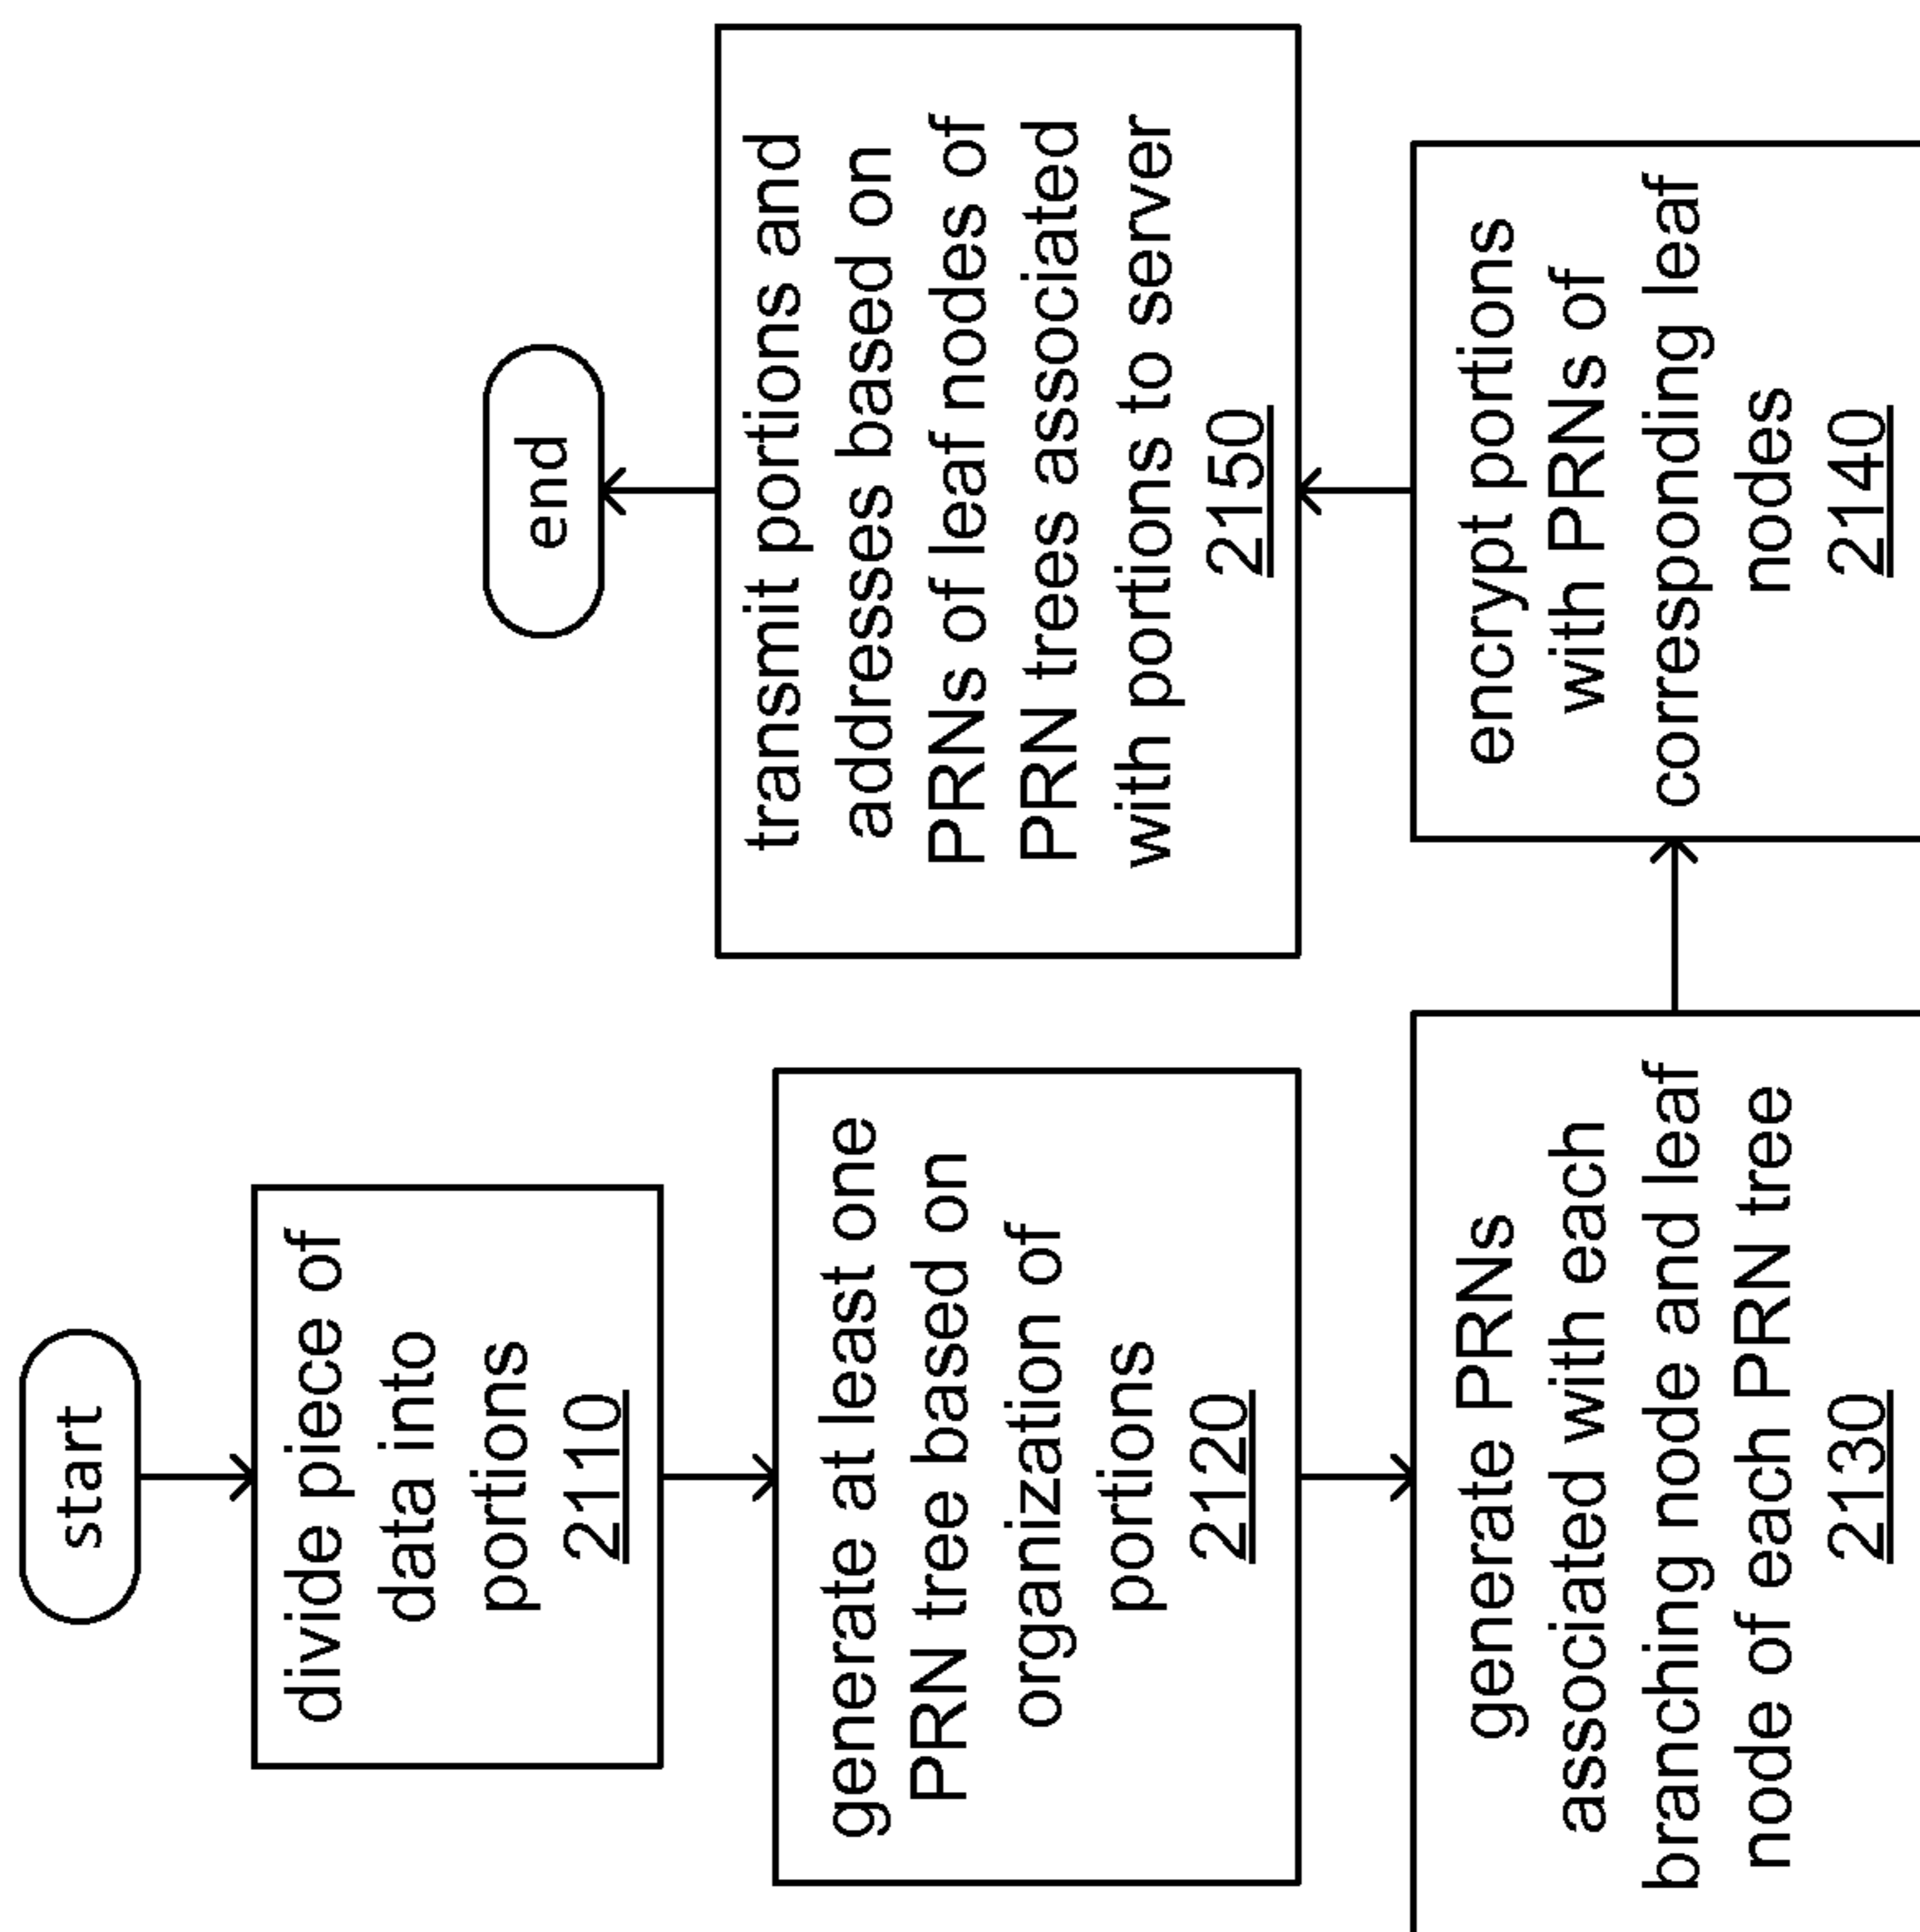 start
divide piece of
data into
portions
2110
generate at least one
PRN tree based on
organization of
portions
2120
generate PRNs
associated with each
branching node and leaf
node of each PRN tree
2130
encrypt portions
with PRNs of
corresponding leaf
nodes
2140
transmit portions and
addresses based on
PRNs of leaf nodes of
PRN trees associated
with portions to server
2150
end